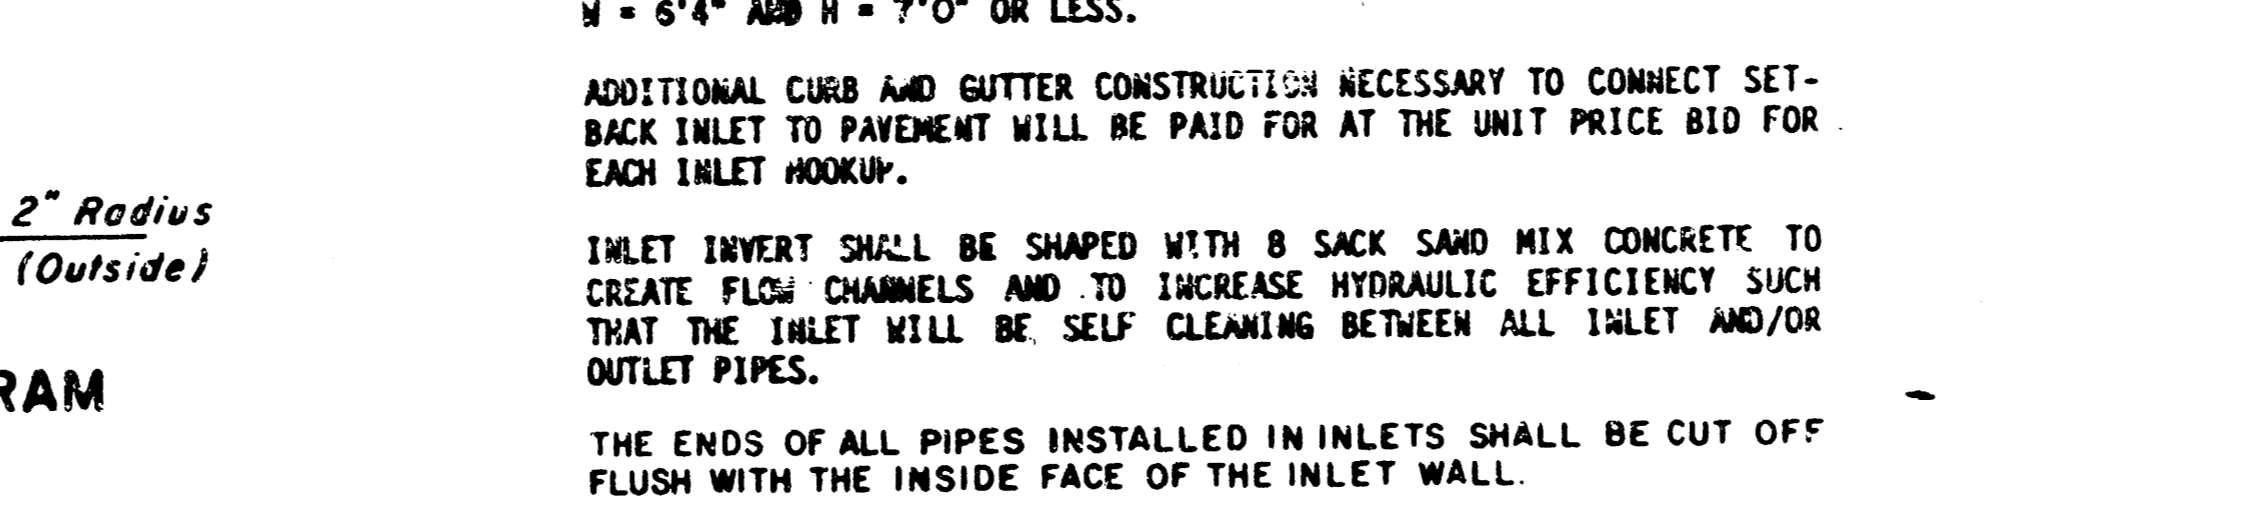 W = 6'4" AND H = 7'0" OR LESS.
ADDITIONAL CURB AND GUTTER CONSTRUCTION NECESSARY TO CONNECT SET-
BACK INLET TO PAVEMENT WILL BE PAID FOR AT THE UNIT PRICE BID FOR
EACH INLET HOOKUP.
2" Radius
(Outside)
INLET INVERT SHALL BE SHAPED WITH 8 SACK SAND MIX CONCRETE TO
CREATE FLOW CHANNELS AND TO INCREASE HYDRAULIC EFFICIENCY SUCH
THAT THE INLET WILL BE SELF CLEANING BETWEEN ALL INLET AND/OR
OUTLET PIPES.
RAM
THE ENDS OF ALL PIPES INSTALLED IN INLETS SHALL BE CUT OFF
FLUSH WITH THE INSIDE FACE OF THE INLET WALL.